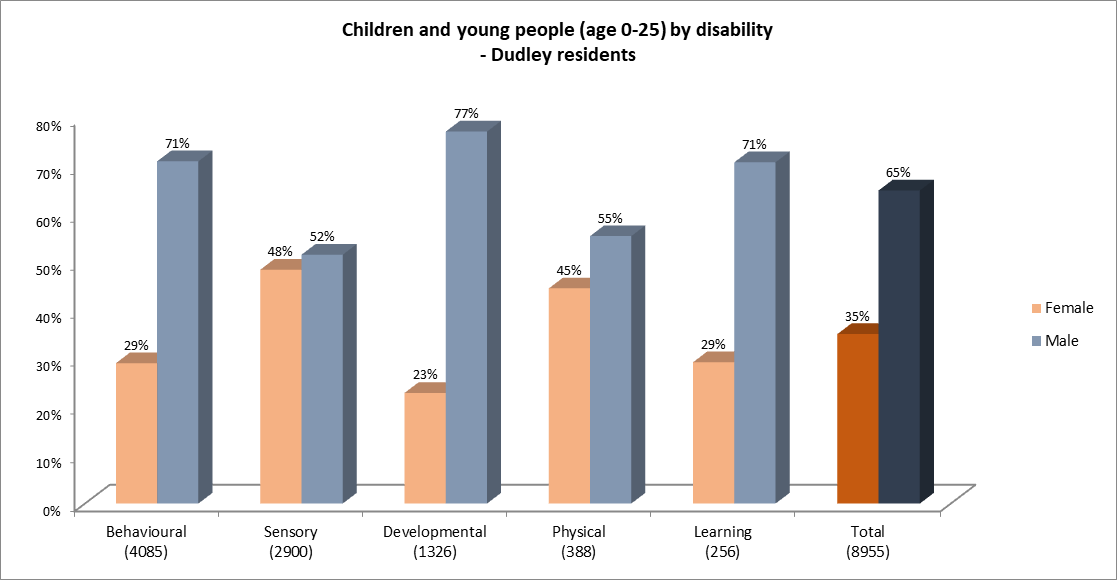 Children and young people (age 0-25) by disability
- Dudley residents
80%
70%
60%
50%
40%
30%
20%
10%
0%
29%
71%
48%
52%
23%
77%
45%
55%
29%
71%
35%
65%
Behavioural
(4085)
Sensory
(2900)
Developmental
(1326)
Physical
(388)
Learning
(256)
Total
(8955)
Female
Male